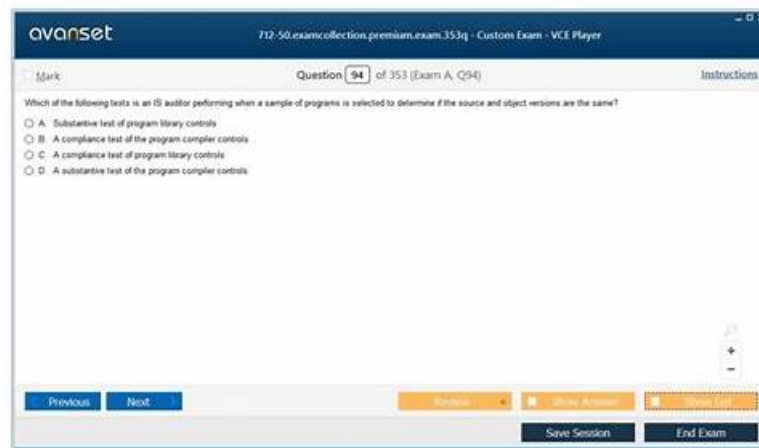 avanset
712-50.examcollection.premium.exam.353q - Custom Exam - VCE Player
Mark
Question 94 of 353 (Exam A, Q94)
Instructions
Which of the following tests is an IS auditor performing when a sample of programs is selected to determine if the source and object versions are the same?
A Substantive test of program library controls
B A compliance test of the program compiler controls
C A compliance test of program library controls
D A substantive test of the program compiler controls
Previous
Next
Review
Show Answer
Show List
Save Session
End Exam